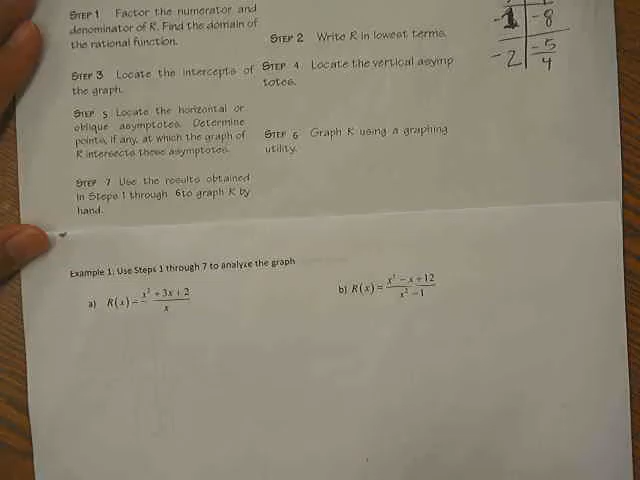 STEP 1 Factor the numerator and
denominator of R. Find the domain of
the rational function.
STEP 2 Write R in lowest terms.
STEP 3 Locate the intercepts of
the graph.
STEP 4 Locate the vertical asymp
totes.
STEP 5 Locate the horizontal or
oblique asymptotes. Determine
points, if any, at which the graph of
R intersects these asymptotes.
STEP 6 Graph R using a graphing
utility.
STEP 7 Use the results obtained
in Steps 1 through 6 to graph R by
hand.
-1 | -8
-2 | -5/4
Example 1: Use Steps 1 through 7 to analyze the graph
a) R(x) = x² + 3x + 2 / x
b) R(x) = x² - x + 12 / x² - 1